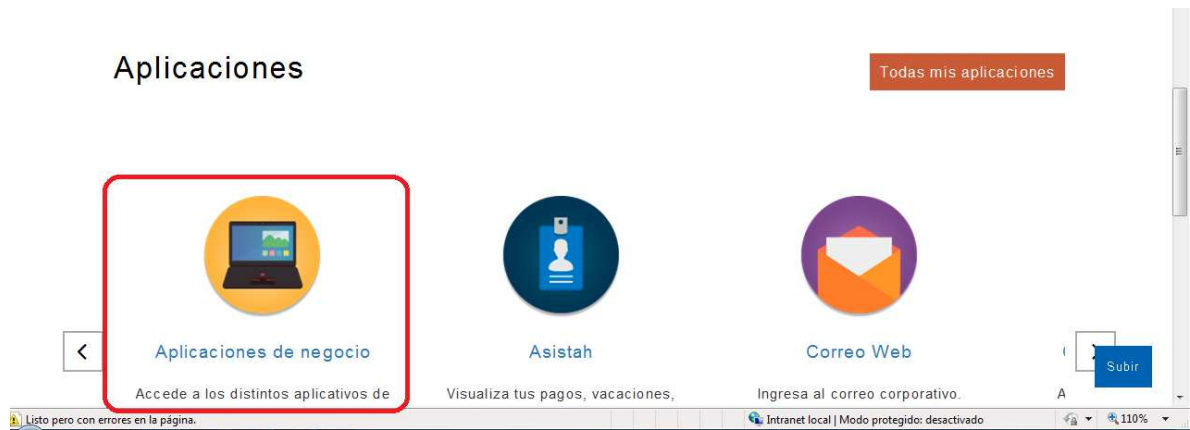 Aplicaciones
Todas mis aplicaciones
Aplicaciones de negocio
Asistah
Correo Web
Subir
Accede a los distintos aplicativos de
Visualiza tus pagos, vacaciones,
Ingresa al correo corporativo.
A
Listo pero con errores en la página.
Intranet local | Modo protegido: desactivado
110%